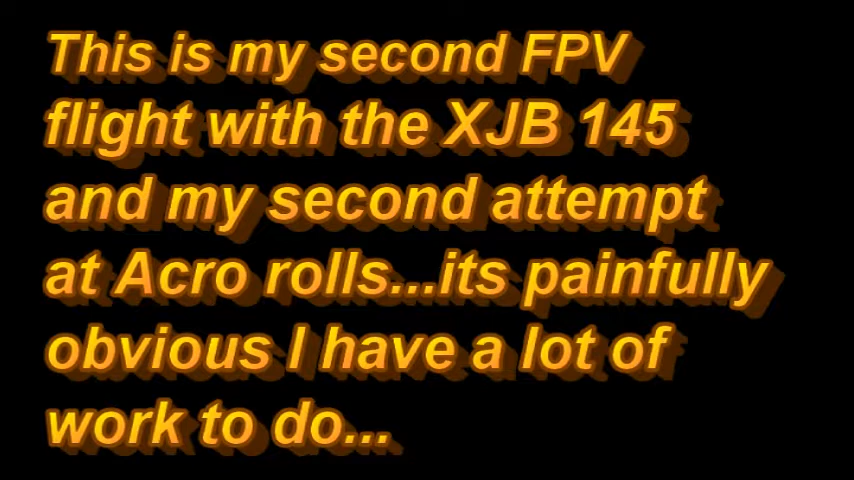 This is my second FPV
flight with the XJB 145
and my second attempt
at Acro rolls...its painfully
obvious I have a lot of
work to do...